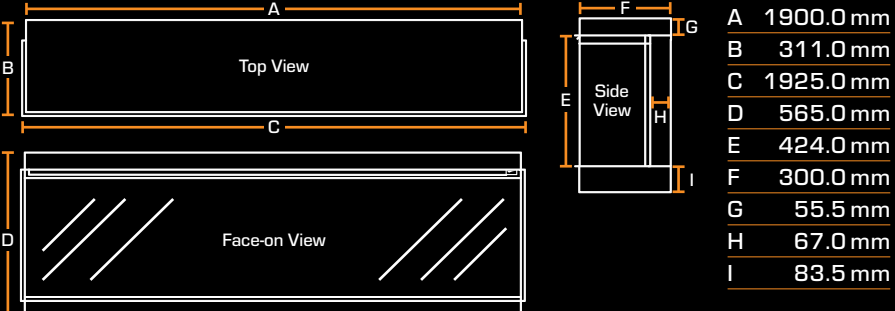 A
B
Top View
C
D
Face-on View
F
G
E
Side
View
H
I
A 1900.0 mm
B 311.0 mm
C 1925.0 mm
D 565.0 mm
E 424.0 mm
F 300.0 mm
G 55.5 mm
H 67.0 mm
I 83.5 mm